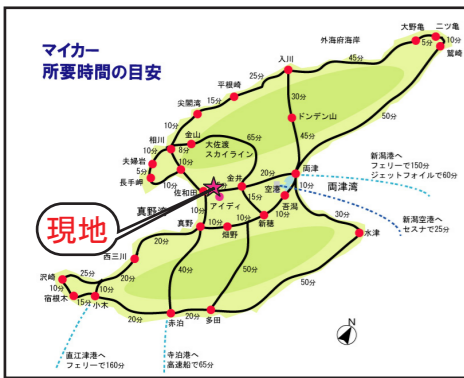 マイカー
所要時間の目安
外海府海岸
大野亀
二ツ亀
5分
10分
鷲崎
入川
45分
25分
平根崎
15分
尖閣湾
30分
50分
ドンデン山
10分
金山
相川
8分
大佐渡
スカイライン
65分
45分
夫婦岩
10分
10分
5分
長手岬
佐和田
金井
両津
新潟港へ
フェリーで150分
ジェットフォイルで60分
空港
10分
両津湾
15分
アイディ
吾潟
真野湾
現地
10分
10分
新穂
10分
新潟空港へ
セスナで25分
真野
畑野
10分
30分
水津
20分
西三川
沢崎
25分
20分
40分
50分
50分
10分
10分
宿根木
15分
小木
20分
赤泊
20分
多田
直江津港へ
フェリーで160分
寺泊港へ
高速船で65分
N